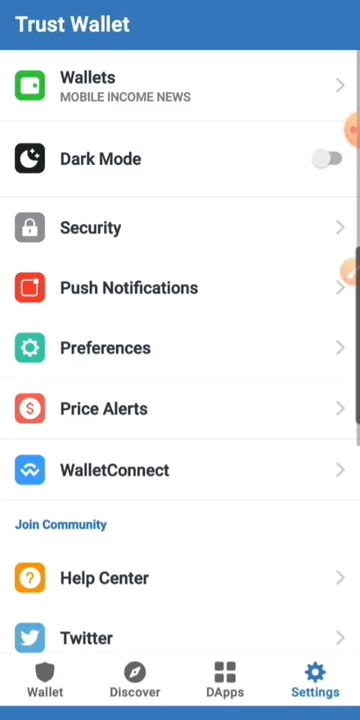 Trust Wallet
Wallets
MOBILE INCOME NEWS
Dark Mode
Security
Push Notifications
Preferences
Price Alerts
WalletConnect
Join Community
Help Center
Twitter
Wallet
Discover
DApps
Settings